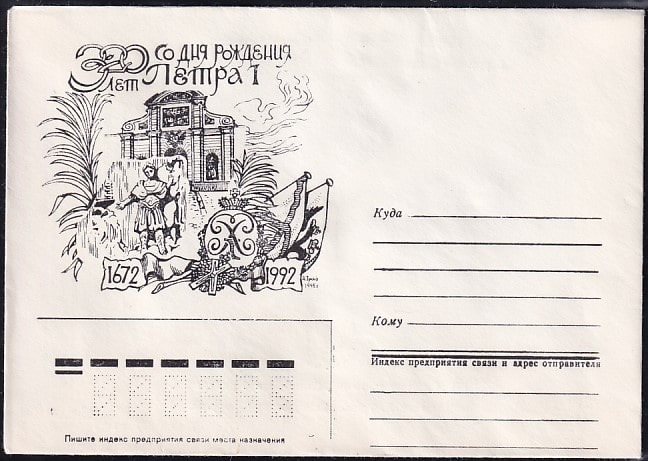 320 со дня рождения
лет Петра I
1672
1992
Куда
Кому
Индекс предприятия связи и адрес отправителя
Пишите индекс предприятия связи места назначения